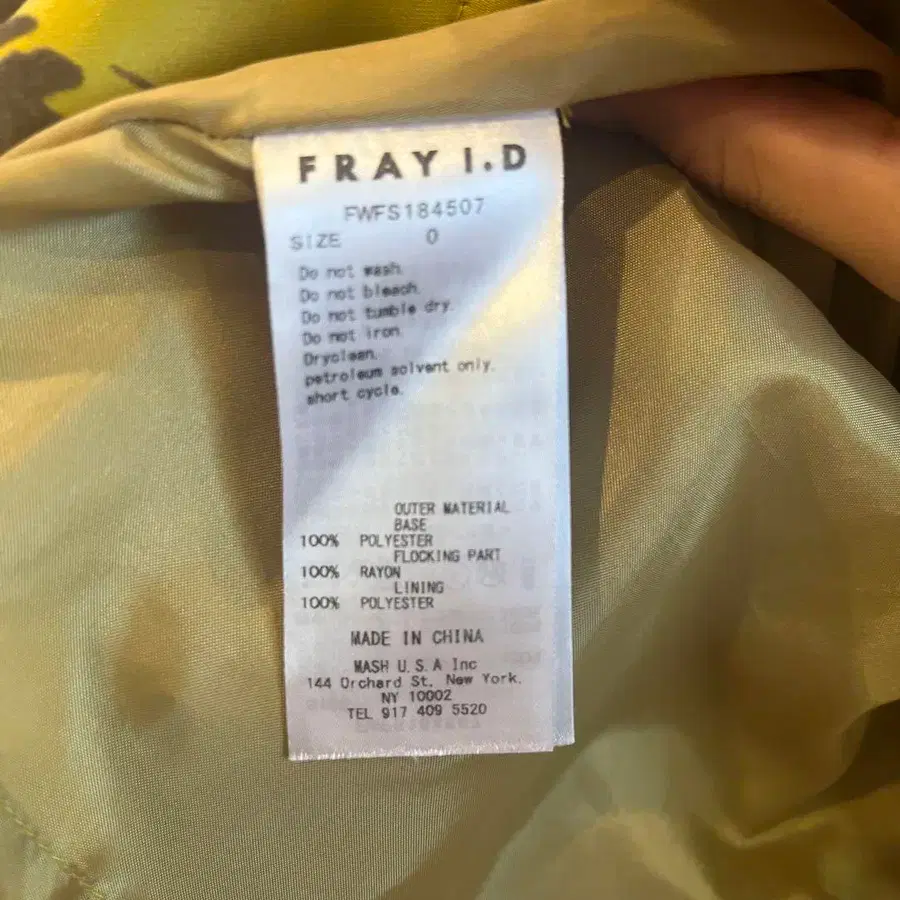 FRAY I.D
FWFS184507
SIZE 0
Do not wash.
Do not bleach.
Do not tumble dry.
Do not iron.
Dryclean.
petroleum solvent only.
short cycle.
OUTER MATERIAL
BASE
100% POLYESTER
FLOCKING PART
100% RAYON
LINING
100% POLYESTER
MADE IN CHINA
MASH U.S.A Inc
144 Orchard St. New York.
NY 10002
TEL 917 409 5520